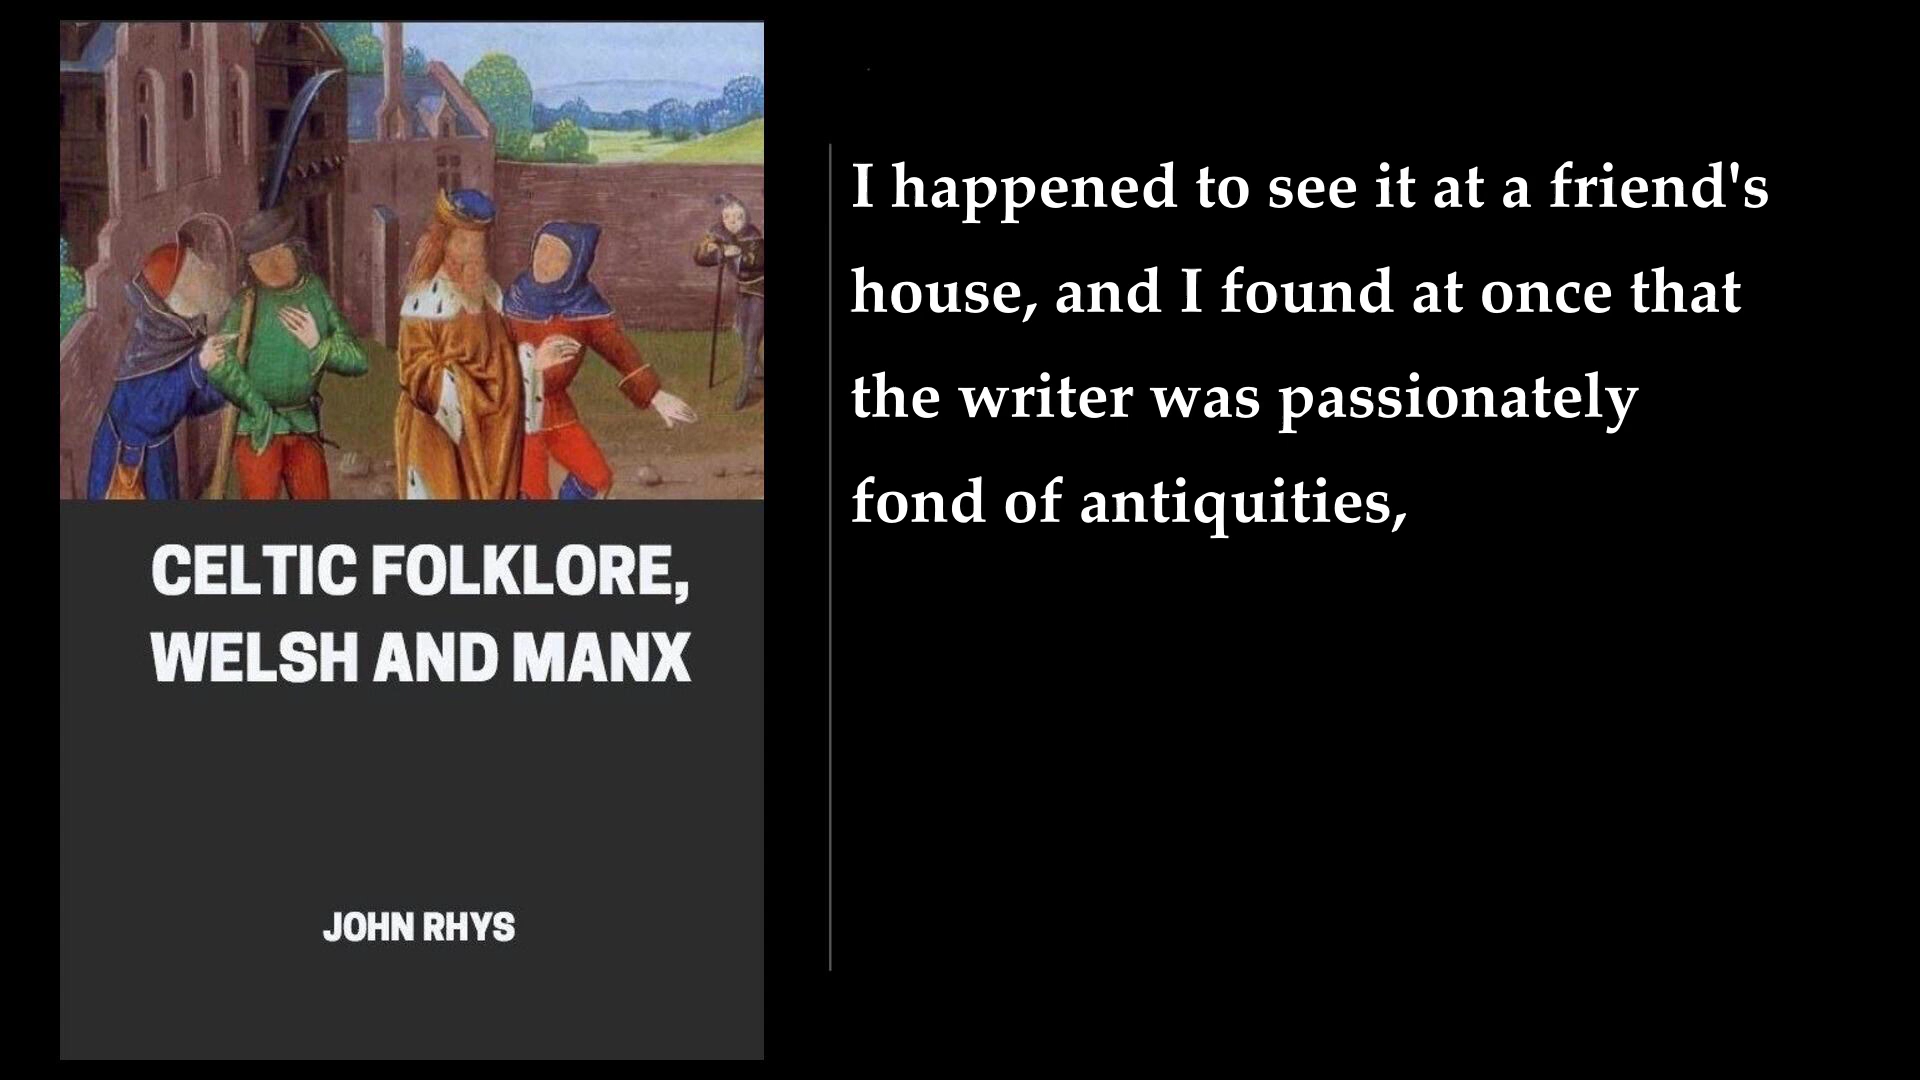 CELTIC FOLKLORE,
WELSH AND MANX
JOHN RHYS
I happened to see it at a friend's
house, and I found at once that
the writer was passionately
fond of antiquities,